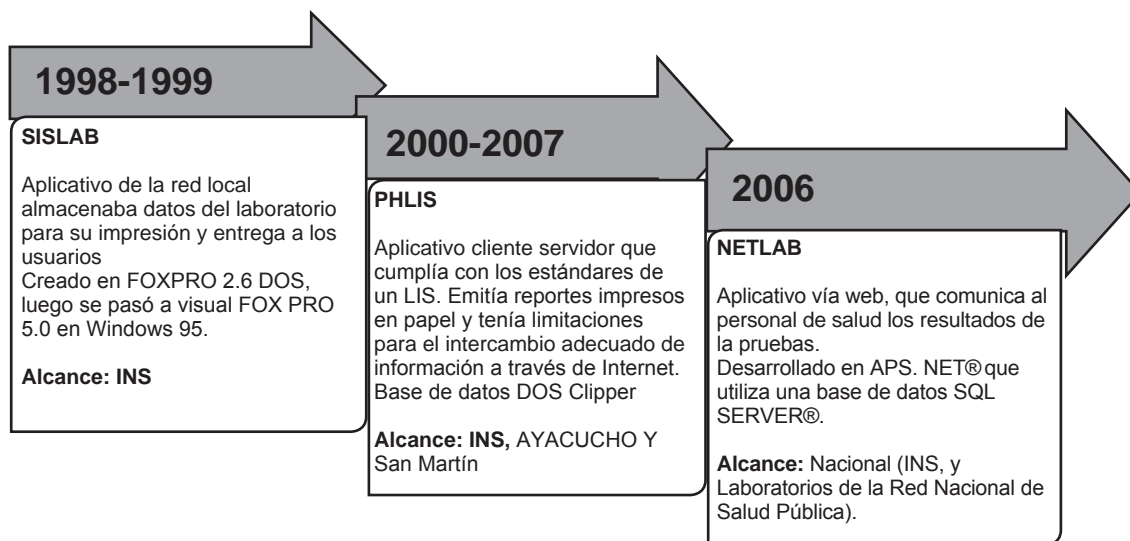 1998-1999
SISLAB
Aplicativo de la red local
almacenaba datos del laboratorio
para su impresión y entrega a los
usuarios
Creado en FOXPRO 2.6 DOS,
luego se pasó a visual FOX PRO
5.0 en Windows 95.
Alcance: INS
2000-2007
PHLIS
Aplicativo cliente servidor que
cumplía con los estándares de
un LIS. Emitía reportes impresos
en papel y tenía limitaciones
para el intercambio adecuado de
información a través de Internet.
Base de datos DOS Clipper
Alcance: INS, AYACUCHO Y
San Martín
2006
NETLAB
Aplicativo vía web, que comunica al
personal de salud los resultados de
la pruebas.
Desarrollado en APS. NET® que
utiliza una base de datos SQL
SERVER®.
Alcance: Nacional (INS, y
Laboratorios de la Red Nacional de
Salud Pública).